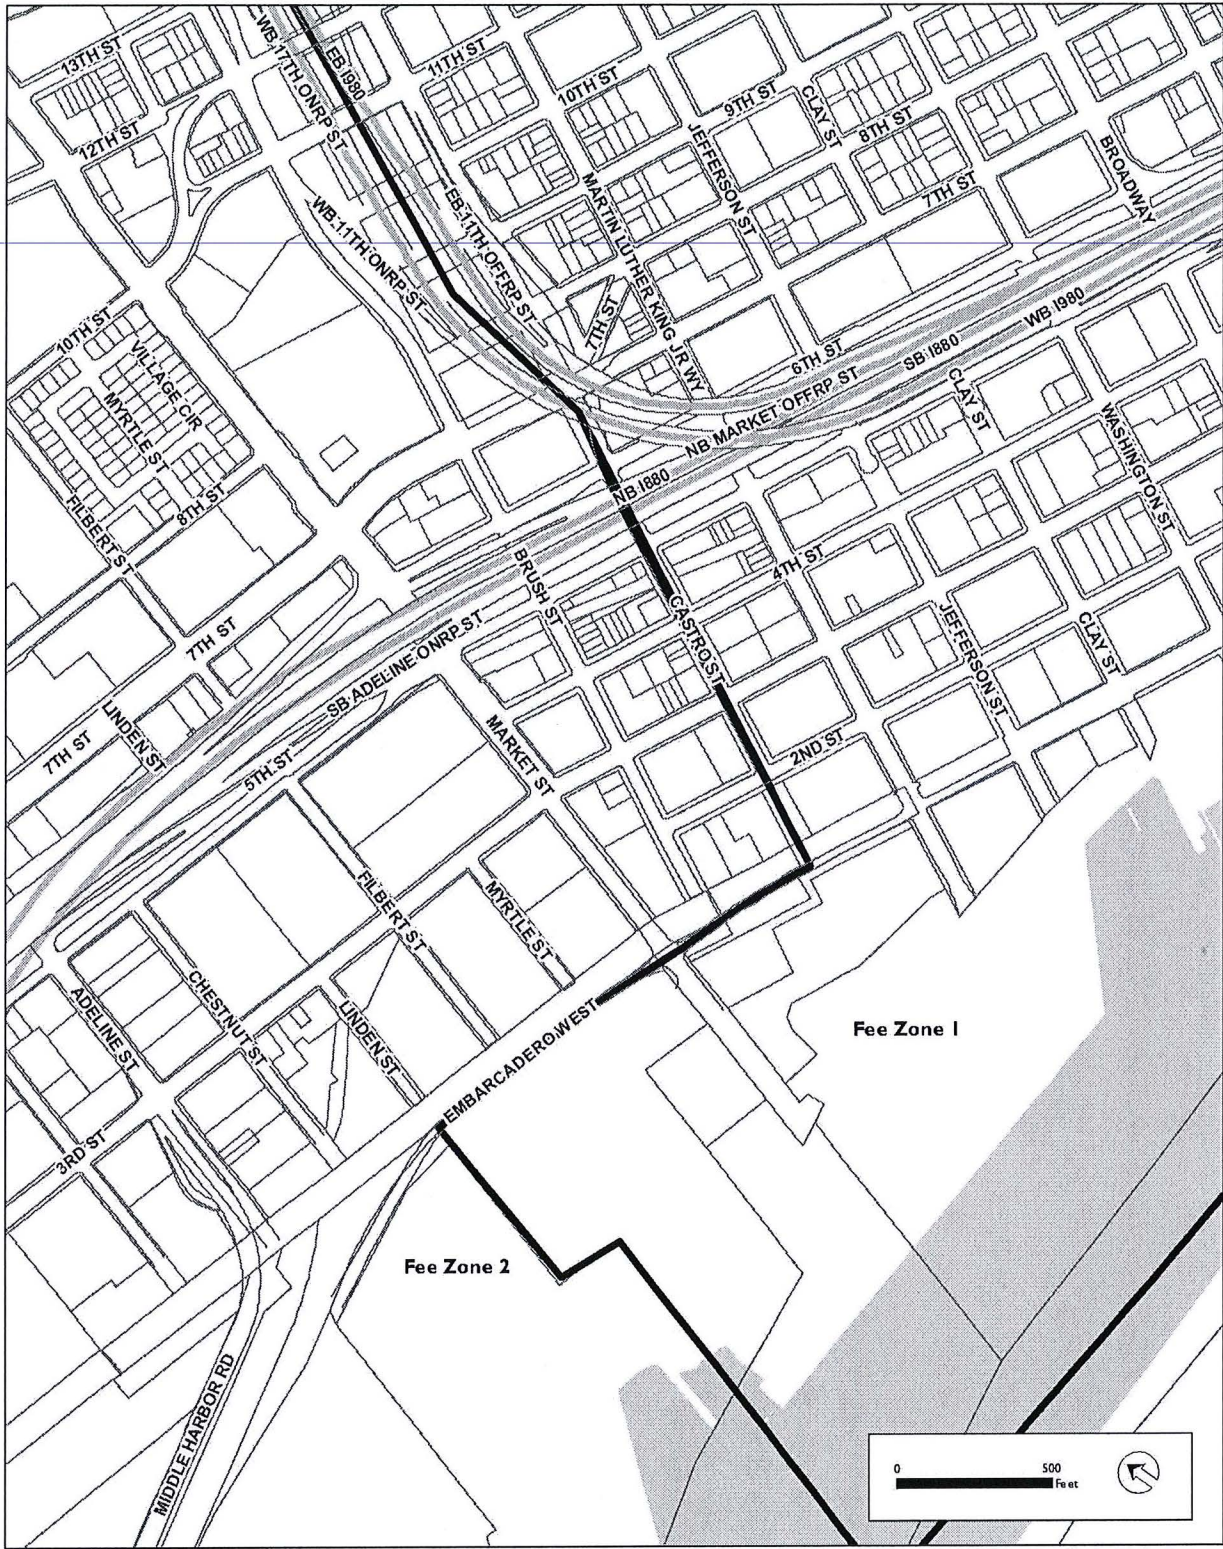 13TH ST
WB 17TH ONRP ST
EB I980
11TH ST
10TH ST
9TH ST
CLAY ST
8TH ST
12TH ST
JEFFERSON ST
BROADWAY
MARTIN LUTHER KING JR WY
7TH ST
EB 11TH OFFRP ST
WB 11TH ONRP ST
7TH ST
10TH ST
VILLAGE CIR
MYRTLE ST
6TH ST
SB I880
WB I980
NB MARKET OFFRP ST
CLAY ST
WASHINGTON ST
NB I880
FILBERT ST
8TH ST
BRUSH ST
4TH ST
CASTRO ST
JEFFERSON ST
CLAY ST
7TH ST
SB ADELINE ONRP ST
LINDEN ST
7TH ST
5TH ST
MARKET ST
2ND ST
FILBERT ST
MYRTLE ST
ADELINE ST
CHESTNUT ST
LINDEN ST
EMBARCADERO WEST
Fee Zone 1
3RD ST
Fee Zone 2
MIDDLE HARBOR RD
0 500
Feet